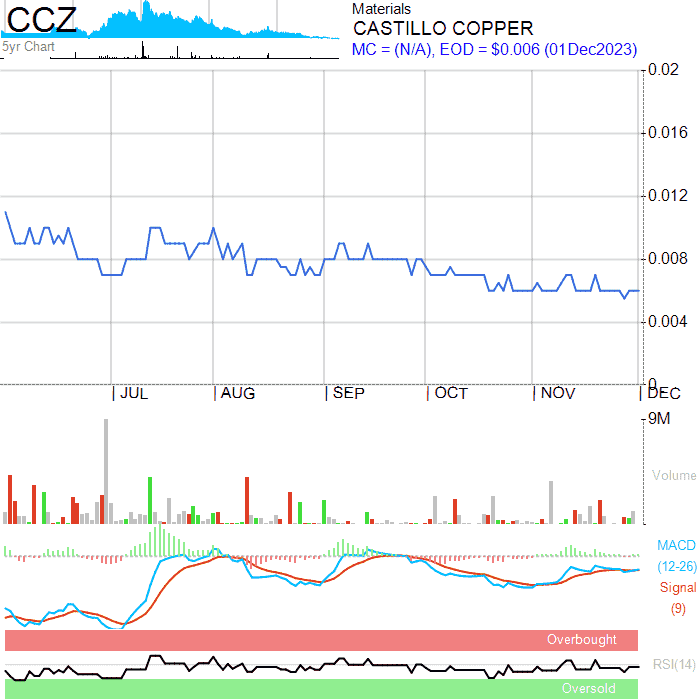 CCZ
5yr Chart
Materials
CASTILLO COPPER
MC = (N/A), EOD = $0.006 (01Dec2023)
0.02
0.016
0.012
0.008
0.004
0
JUL AUG SEP OCT NOV DEC
9M
Volume
MACD
(12-26)
Signal
(9)
Overbought
RSI(14)
Oversold